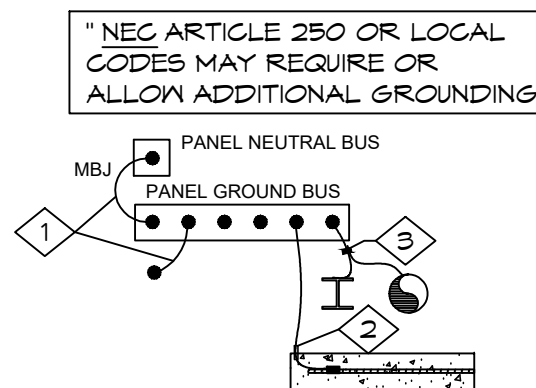 " NEC ARTICLE 250 OR LOCAL
CODES MAY REQUIRE OR
ALLOW ADDITIONAL GROUNDING
PANEL NEUTRAL BUS
MBJ
PANEL GROUND BUS
1
3
2